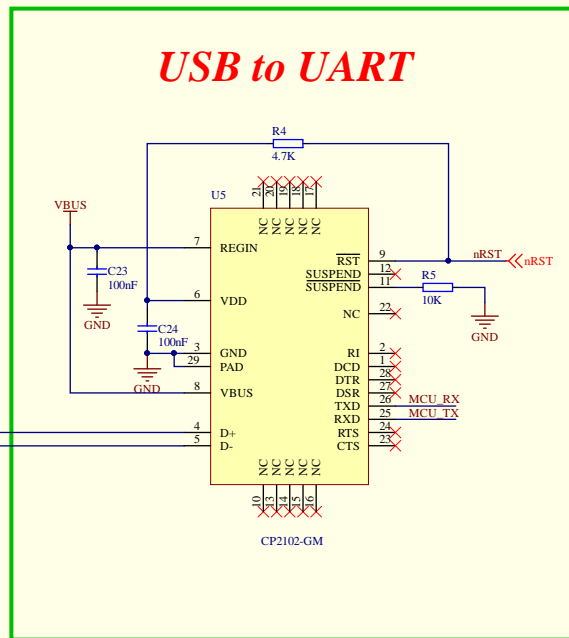 USB to UART
R4
4.7K
U5
21
20
19
18
17
NC
NC
NC
NC
NC
VBUS
7
REGIN
RST
9
nRST
nRST
SUSPEND
12
SUSPEND
11
R5
10K
GND
C23
100nF
GND
6
VDD
NC
22
C24
100nF
GND
3
GND
29
PAD
8
VBUS
RI
2
DCD
1
DTR
28
DSR
27
TXD
26
MCU_RX
RXD
25
MCU_TX
RTS
24
CTS
23
4
D+
5
D-
NC
NC
NC
NC
NC
10
13
14
15
16
CP2102-GM